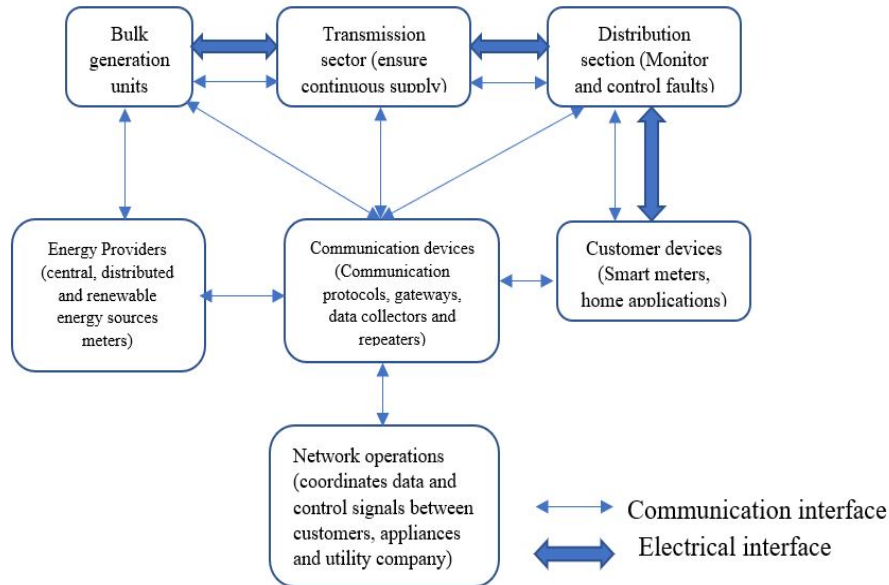 Bulk
generation
units
Transmission
sector (ensure
continuous supply)
Distribution
section (Monitor
and control faults)
Energy Providers
(central, distributed
and renewable
energy sources
meters)
Communication devices
(Communication
protocols, gateways,
data collectors and
repeaters)
Customer devices
(Smart meters,
home applications)
Network operations
(coordinates data and
control signals between
customers, appliances
and utility company)
Communication interface
Electrical interface